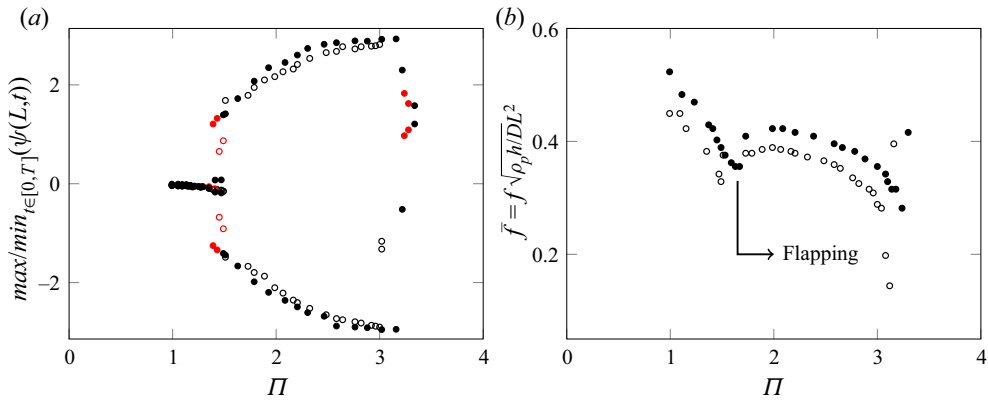 (a)
(b)
max/min_{t∈[0,T]}(ψ(L,t))
2
0
−2
0
1
2
3
4
Π
f̅ = f√ρ_p h/DL²
0.6
0.4
0.2
Flapping
0
1
2
3
4
Π